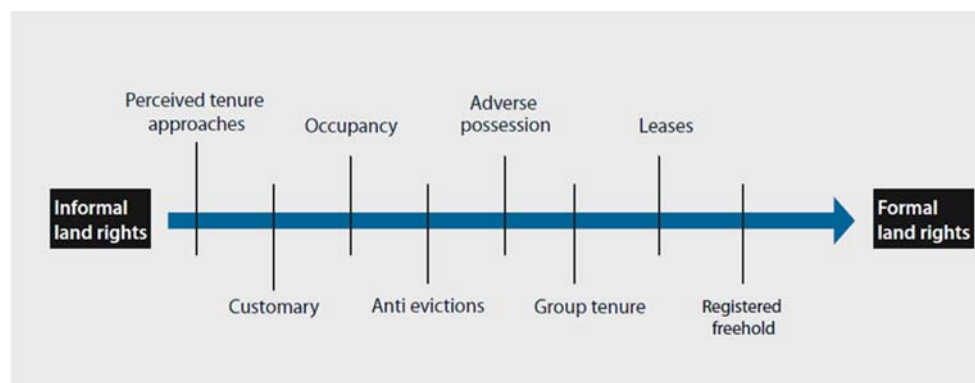 Perceived tenure
approaches
Occupancy
Adverse
possession
Leases
Informal
land rights
Formal
land rights
Customary
Anti evictions
Group tenure
Registered
freehold